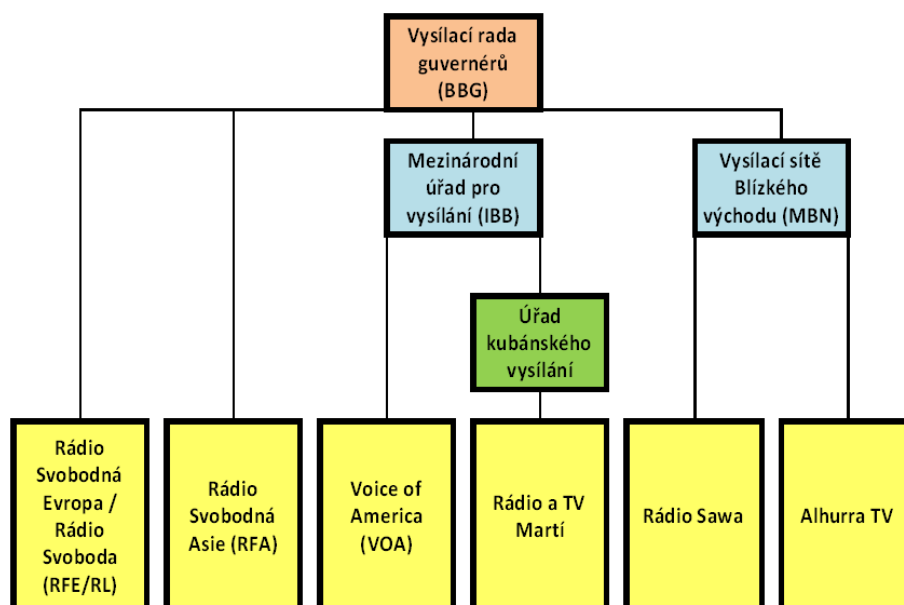 Vysílací rada
guvernérů
(BBG)
Mezinárodní
úřad pro
vysílání (IBB)
Vysílací sítě
Blízkého
východu (MBN)
Úřad
kubánského
vysílání
Rádio
Svobodná
Evropa /
Rádio
Svoboda
(RFE/RL)
Rádio
Svobodná
Asie (RFA)
Voice of
America
(VOA)
Rádio a TV
Martí
Rádio Sawa
Alhurra TV